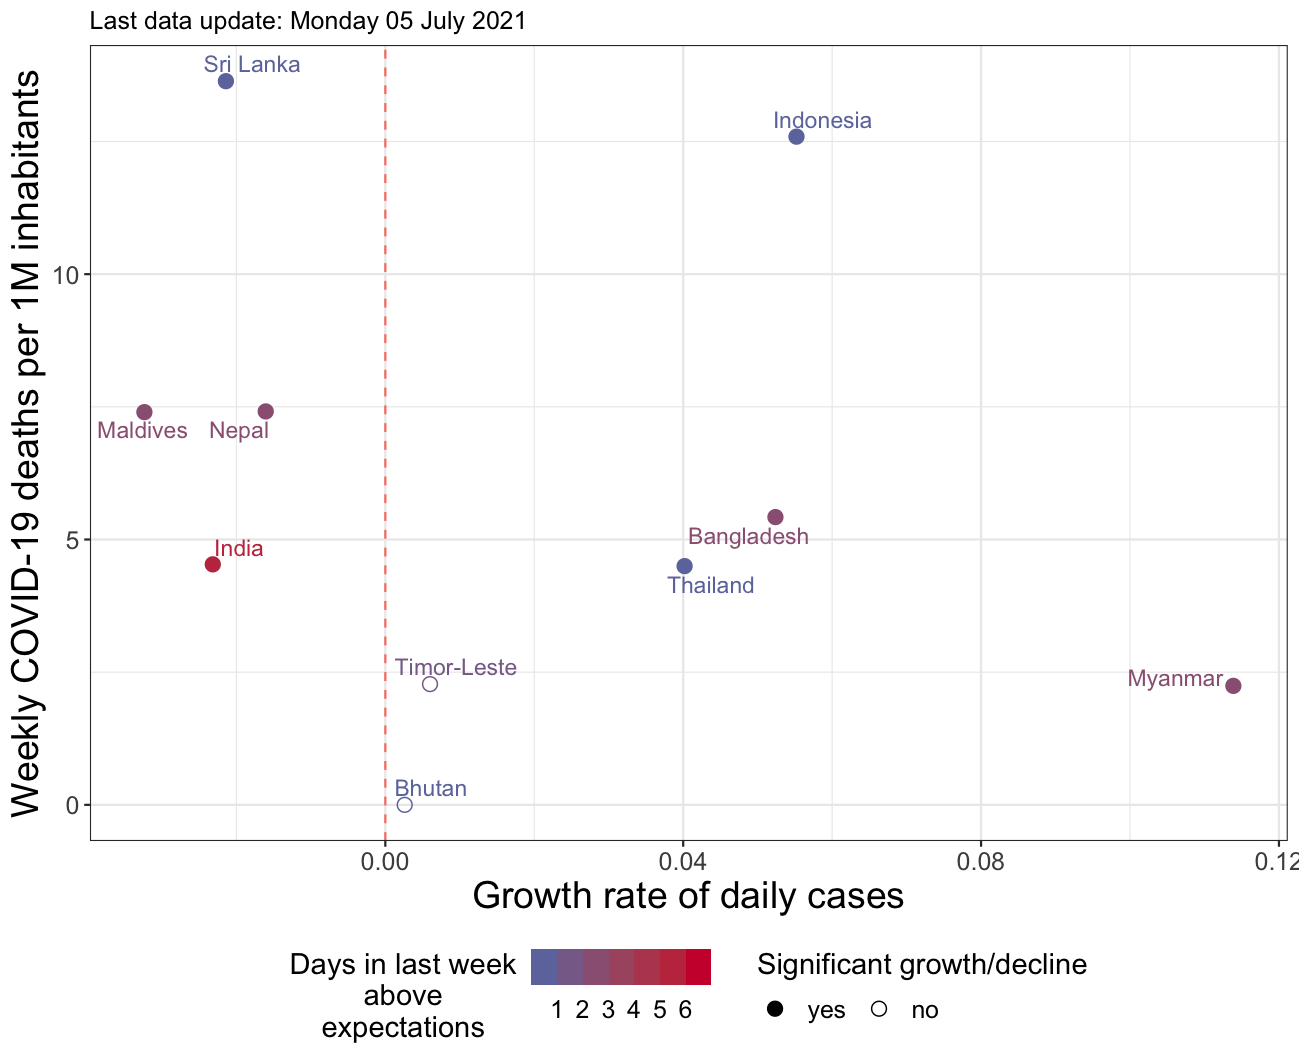 Last data update: Monday 05 July 2021
Weekly COVID-19 deaths per 1M inhabitants
Sri Lanka
Indonesia
10
Maldives
Nepal
5
India
Bangladesh
Thailand
Timor-Leste
Myanmar
Bhutan
0
0.00 0.04 0.08 0.12
Growth rate of daily cases
Days in last week
above
expectations
1 2 3 4 5 6
Significant growth/decline
yes no